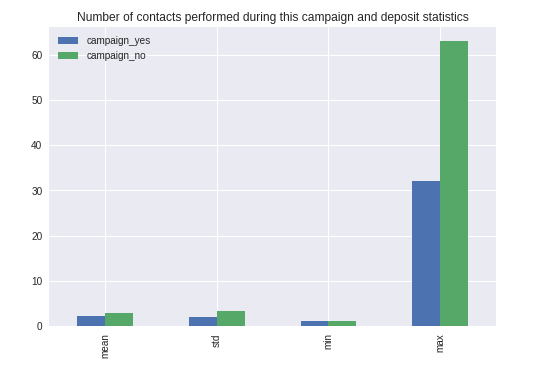 Number of contacts performed during this campaign and deposit statistics
campaign_yes
campaign_no
60
50
40
30
20
10
0
mean
std
min
max